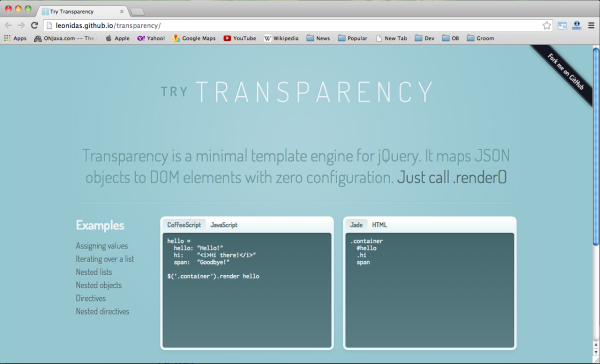 Try Transparency
leonidas.github.io/transparency/
Apps OhJava.com -- The Apple Yahoo! Google Maps YouTube Wikipedia News Popular New Tab Dev OB Groom
Fork me on GitHub
TRY TRANSPARENCY
Transparency is a minimal template engine for jQuery. It maps JSON
objects to DOM elements with zero configuration. Just call .render()
Examples
Assigning values
Iterating over a list
Nested lists
Nested objects
Directives
Nested directives
CoffeeScript JavaScript
hello =
hello: "Hello!"
hi: "<i>Hi there!</i>"
span: "Goodbye!"
$('.container').render hello
Jade HTML
.container
#hello
.hi
span